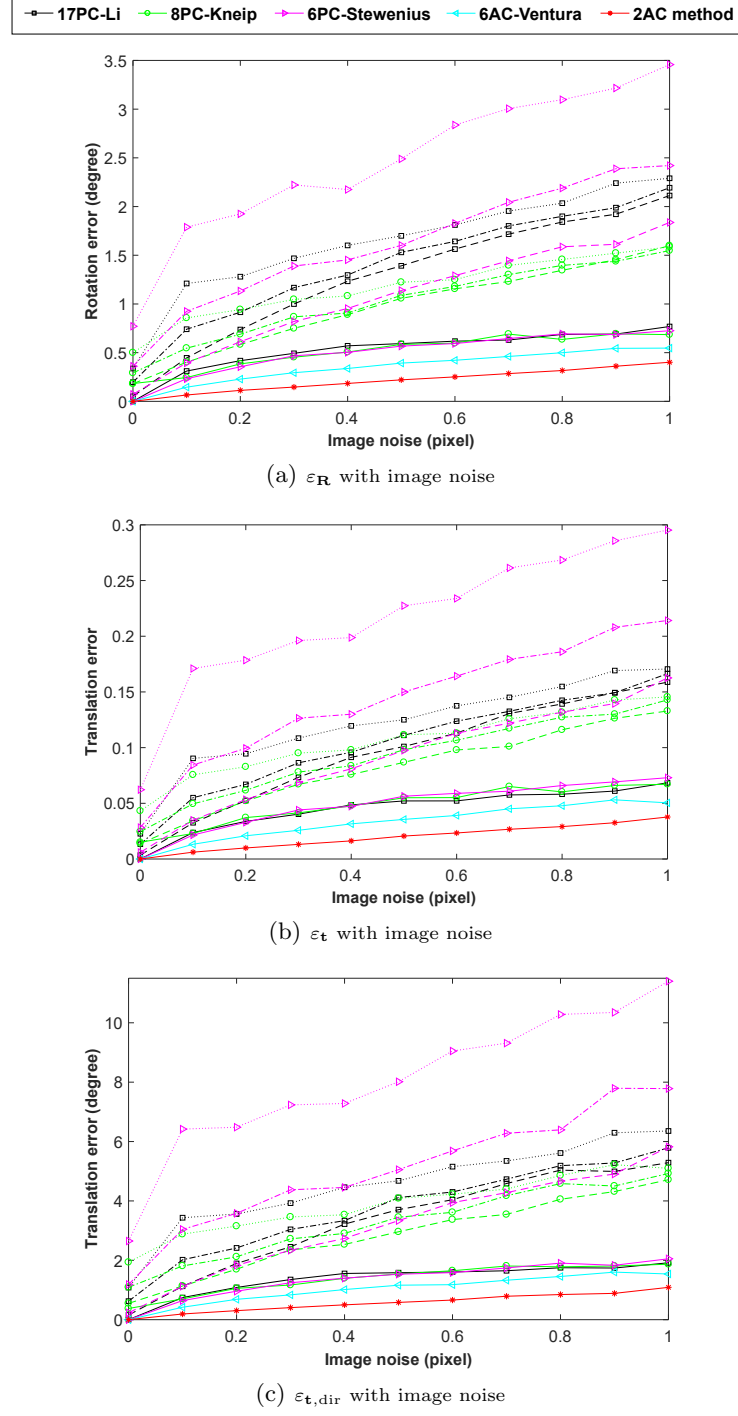 17PC-Li 8PC-Kneip 6PC-Stewenius 6AC-Ventura 2AC method
3.5
3
2.5
2
1.5
1
0.5
0
Rotation error (degree)
0 0.2 0.4 0.6 0.8 1
Image noise (pixel)
(a) ε_R with image noise
0.3
0.25
0.2
0.15
0.1
0.05
0
Translation error
0 0.2 0.4 0.6 0.8 1
Image noise (pixel)
(b) ε_t with image noise
10
8
6
4
2
0
Translation error (degree)
0 0.2 0.4 0.6 0.8 1
Image noise (pixel)
(c) ε_t,dir with image noise